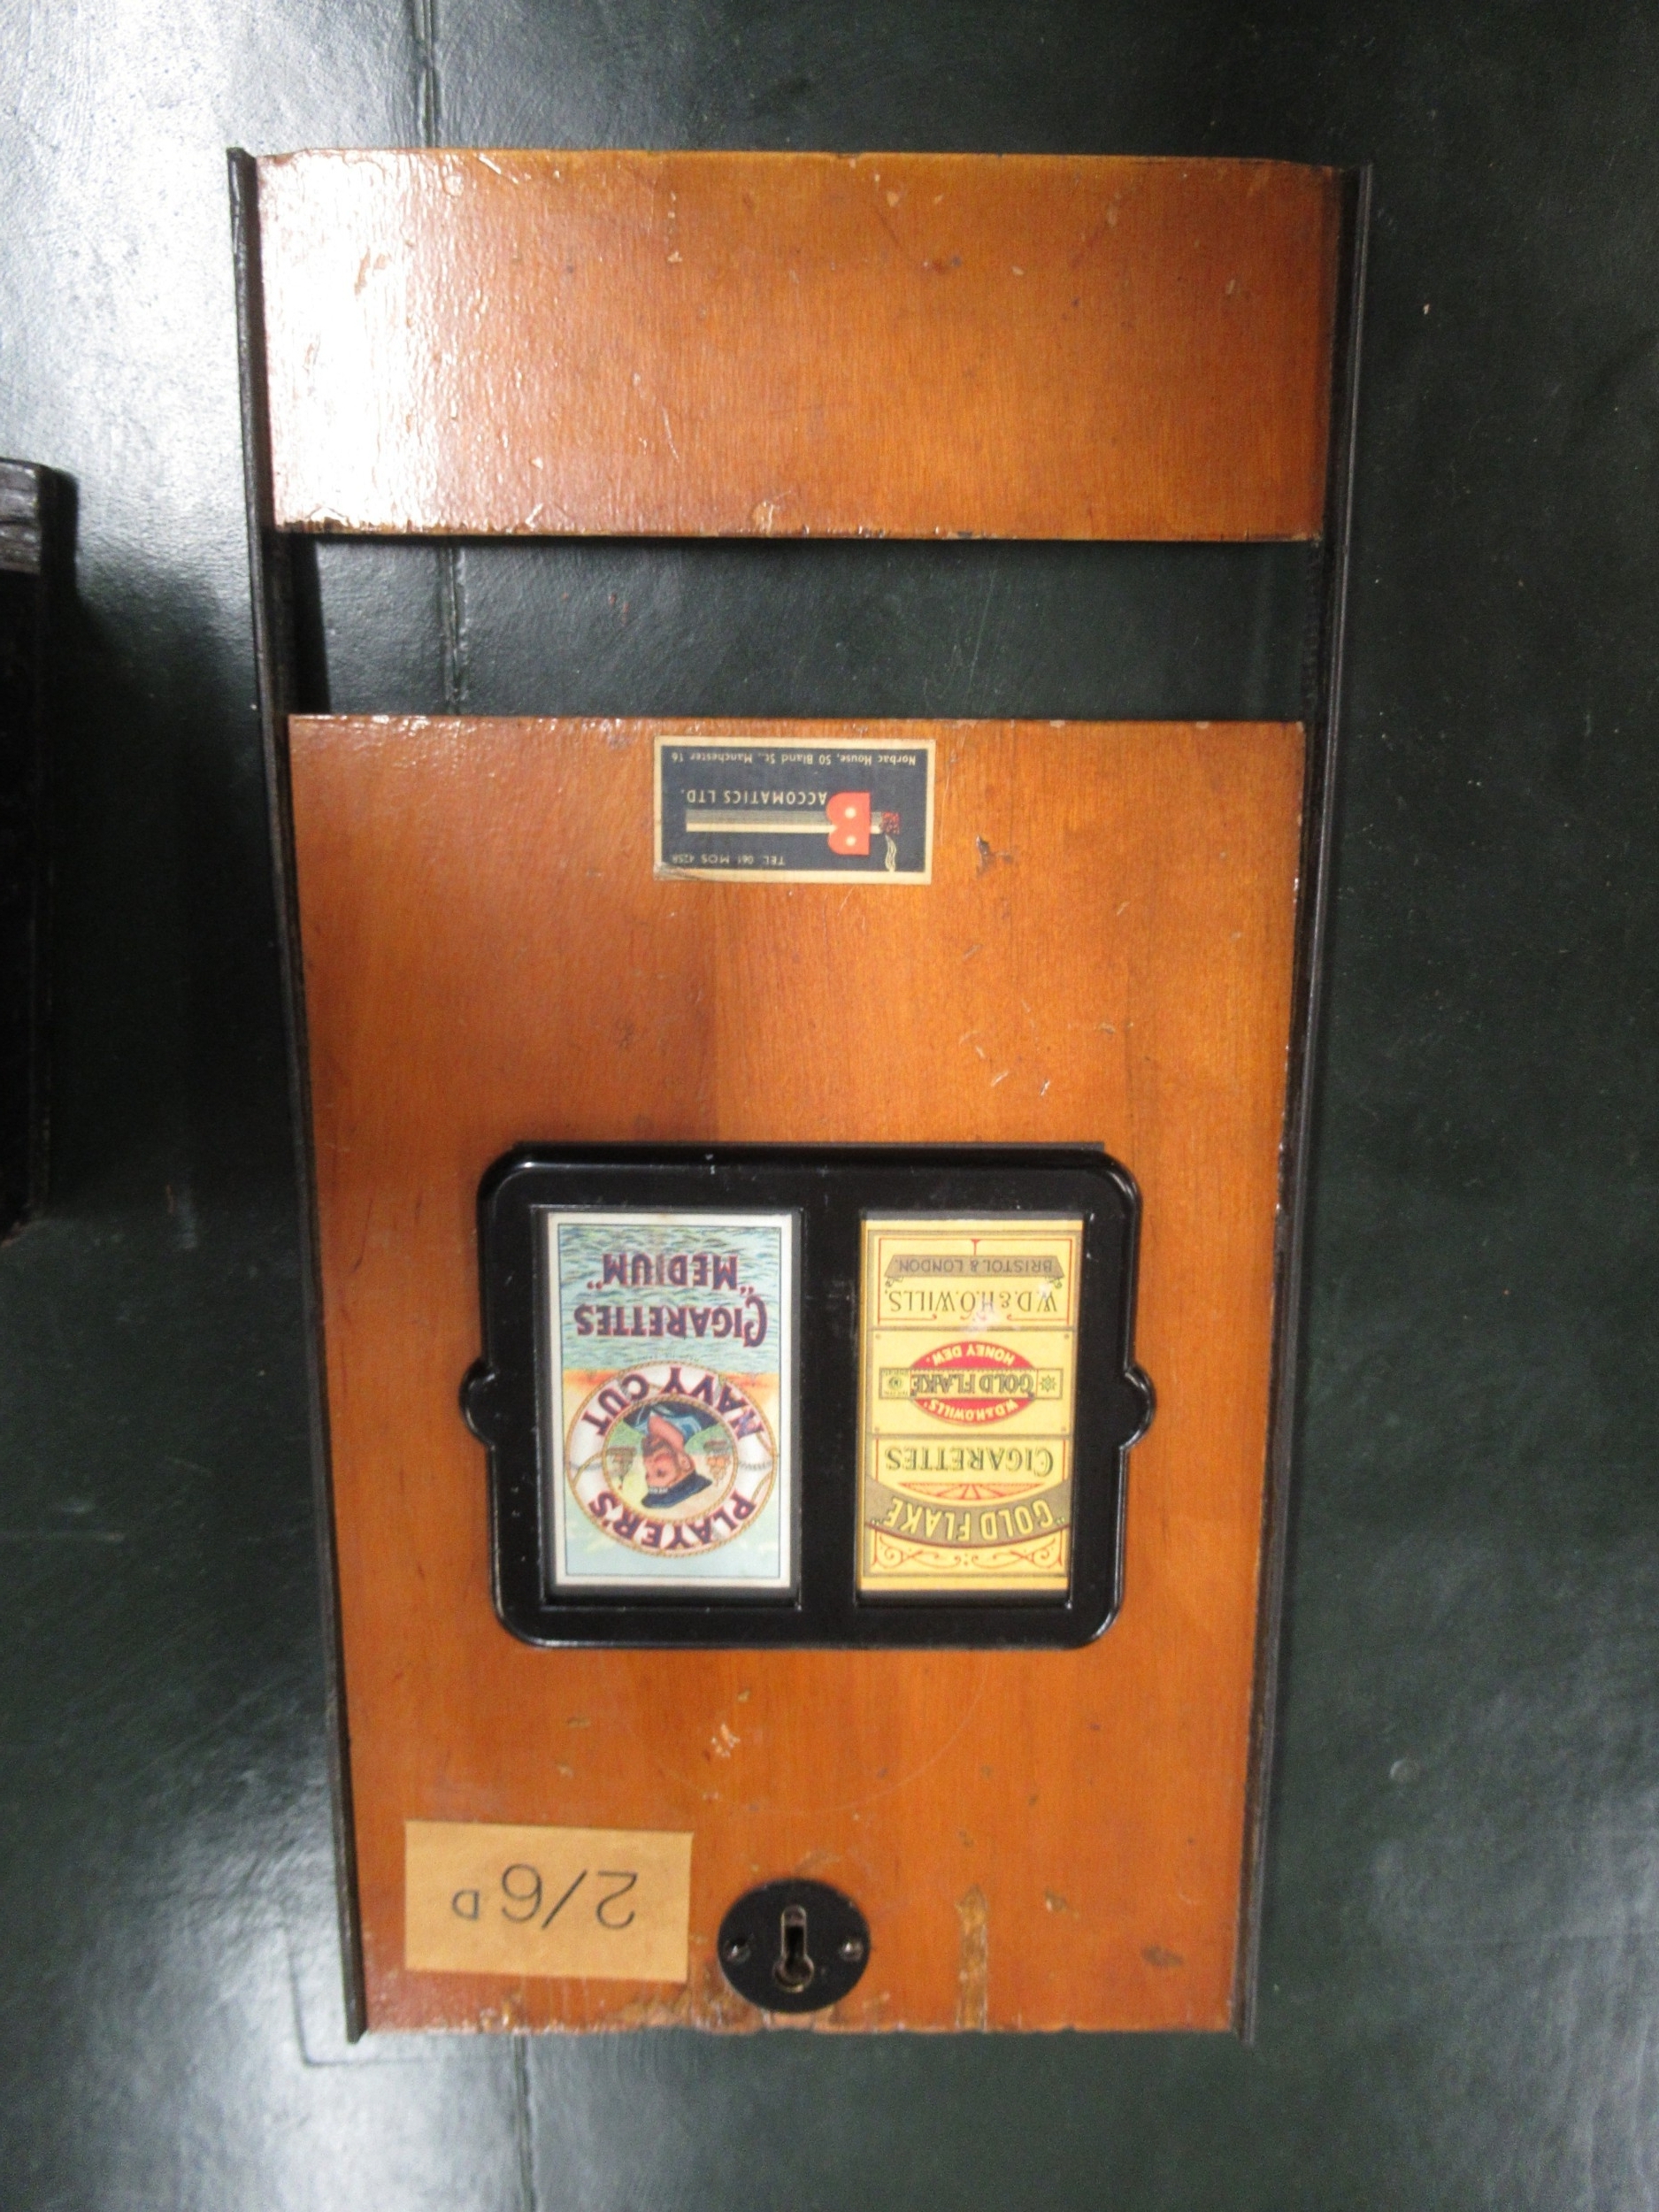 2/6D
"GOLD FLAKE"
CIGARETTES
W.D.& H.O.WILLS'
"GOLD FLAKE"
HONEY DEW.
W.D.& H.O.WILLS,
BRISTOL & LONDON.
PLAYER'S
NAVY CUT
CIGARETTES
"MEDIUM"
TEL 061 MOS 4258
BACCOMATICS LTD.
Norbac House, 50 Bland St., Manchester 16